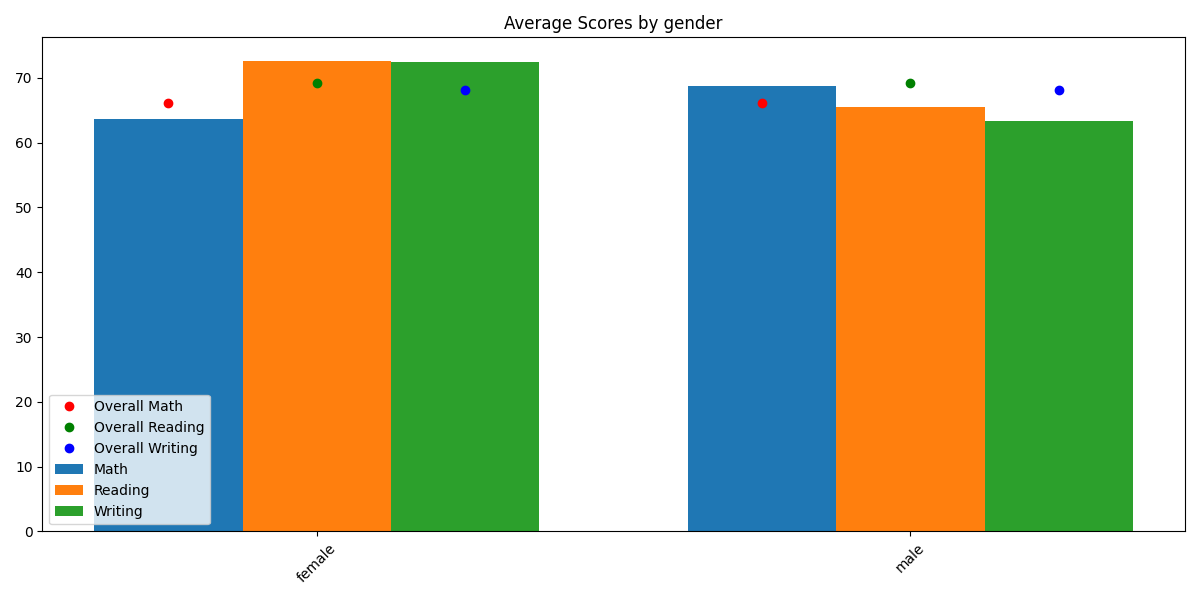 Average Scores by gender
70
60
50
40
30
20
10
0
Overall Math
Overall Reading
Overall Writing
Math
Reading
Writing
female
male